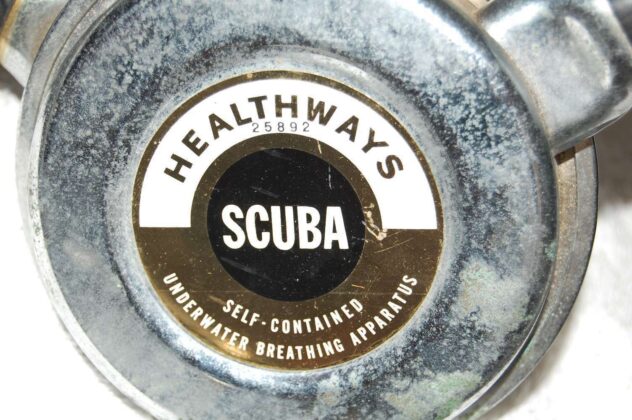 HEALTHWAYS
25892
SCUBA
SELF-CONTAINED
UNDERWATER BREATHING APPARATUS